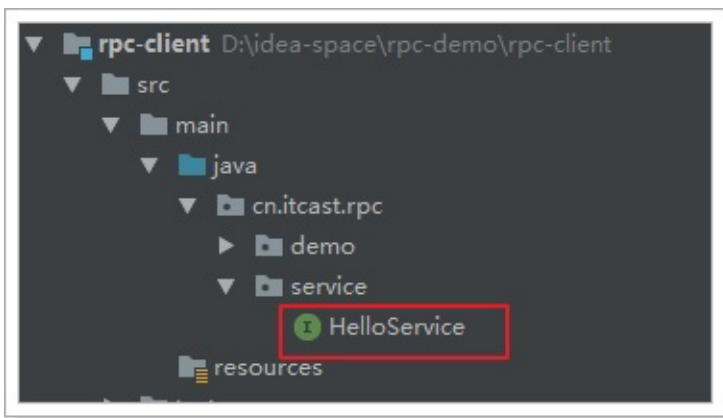 rpc-client D:\idea-space\rpc-demo\rpc-client
src
main
java
cn.itcast.rpc
demo
service
I HelloService
resources